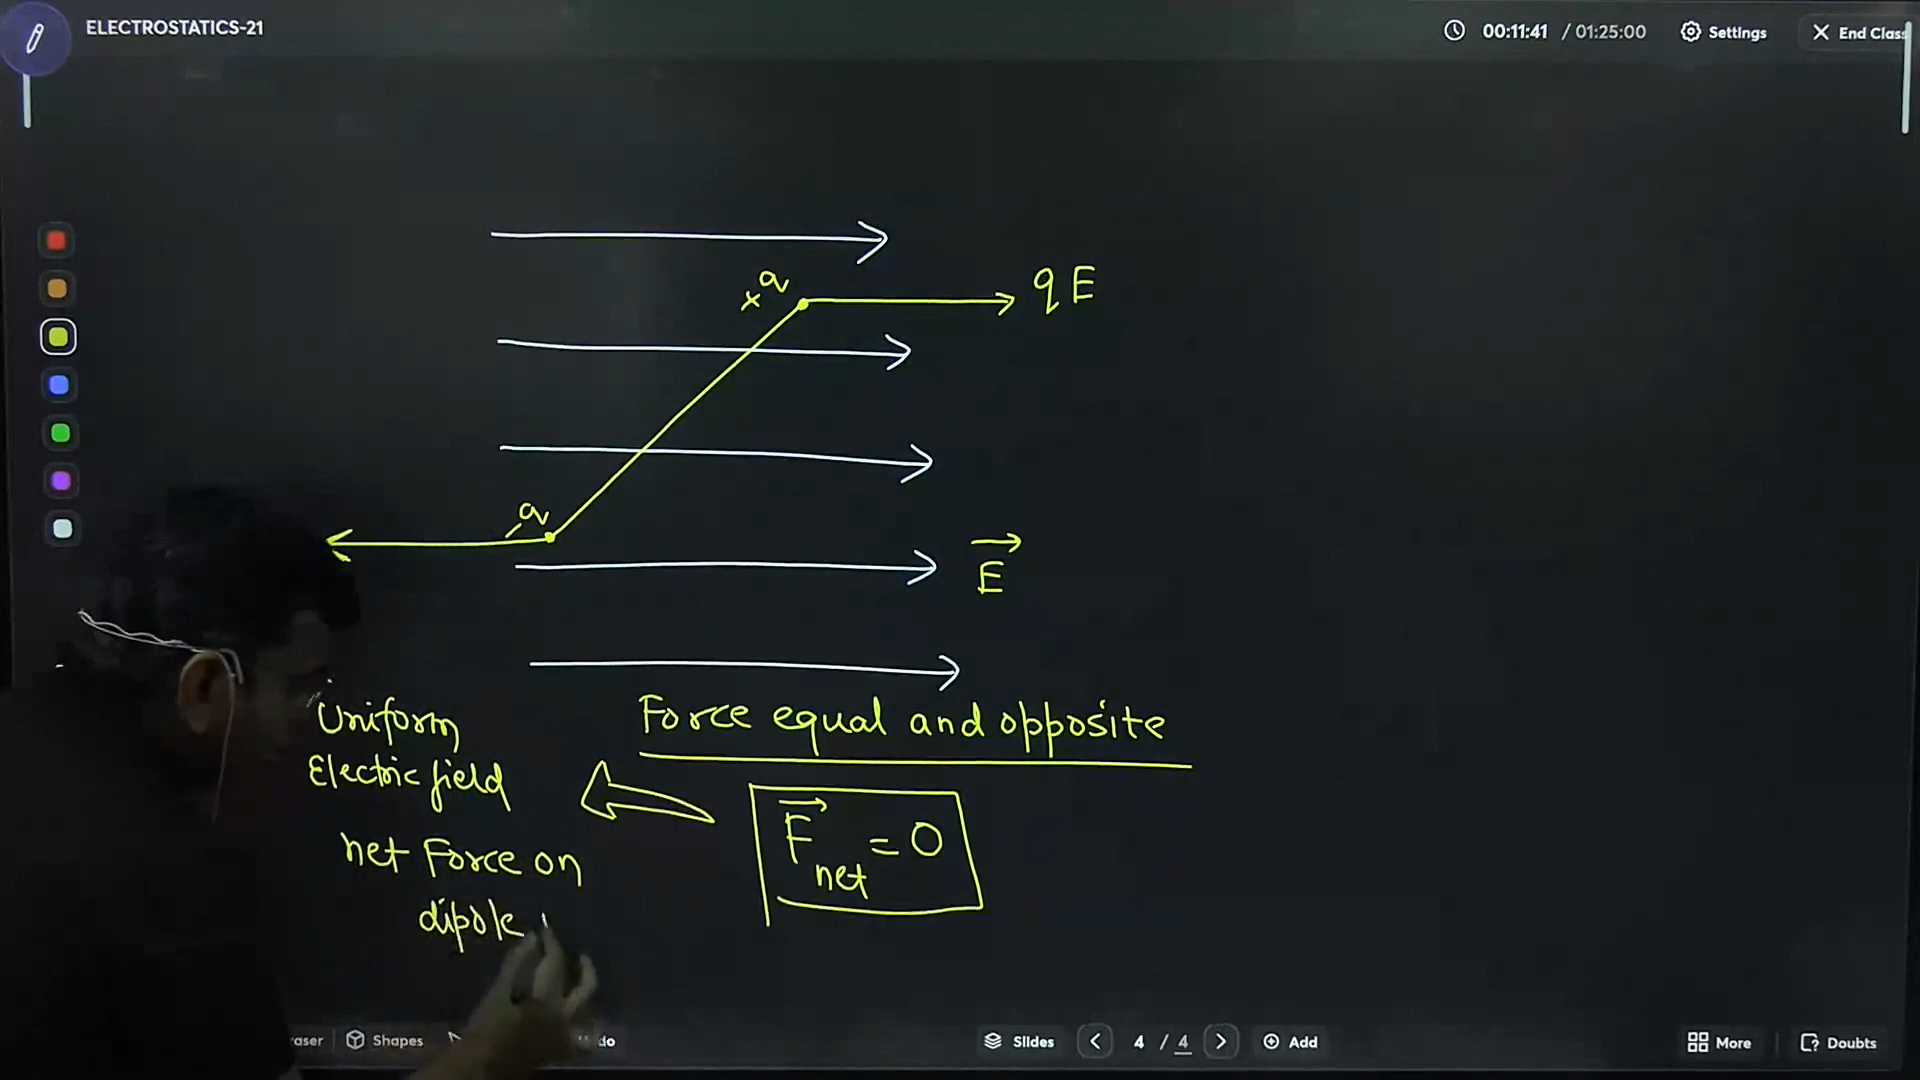 ELECTROSTATICS-21
00:11:41 / 01:25:00
Settings
End Class
q
qE
q
E
Uniform
Electric field
net Force on
dipole
Force equal and opposite
F net = 0
Shapes
Slides
4 / 4
Add
More
Doubts